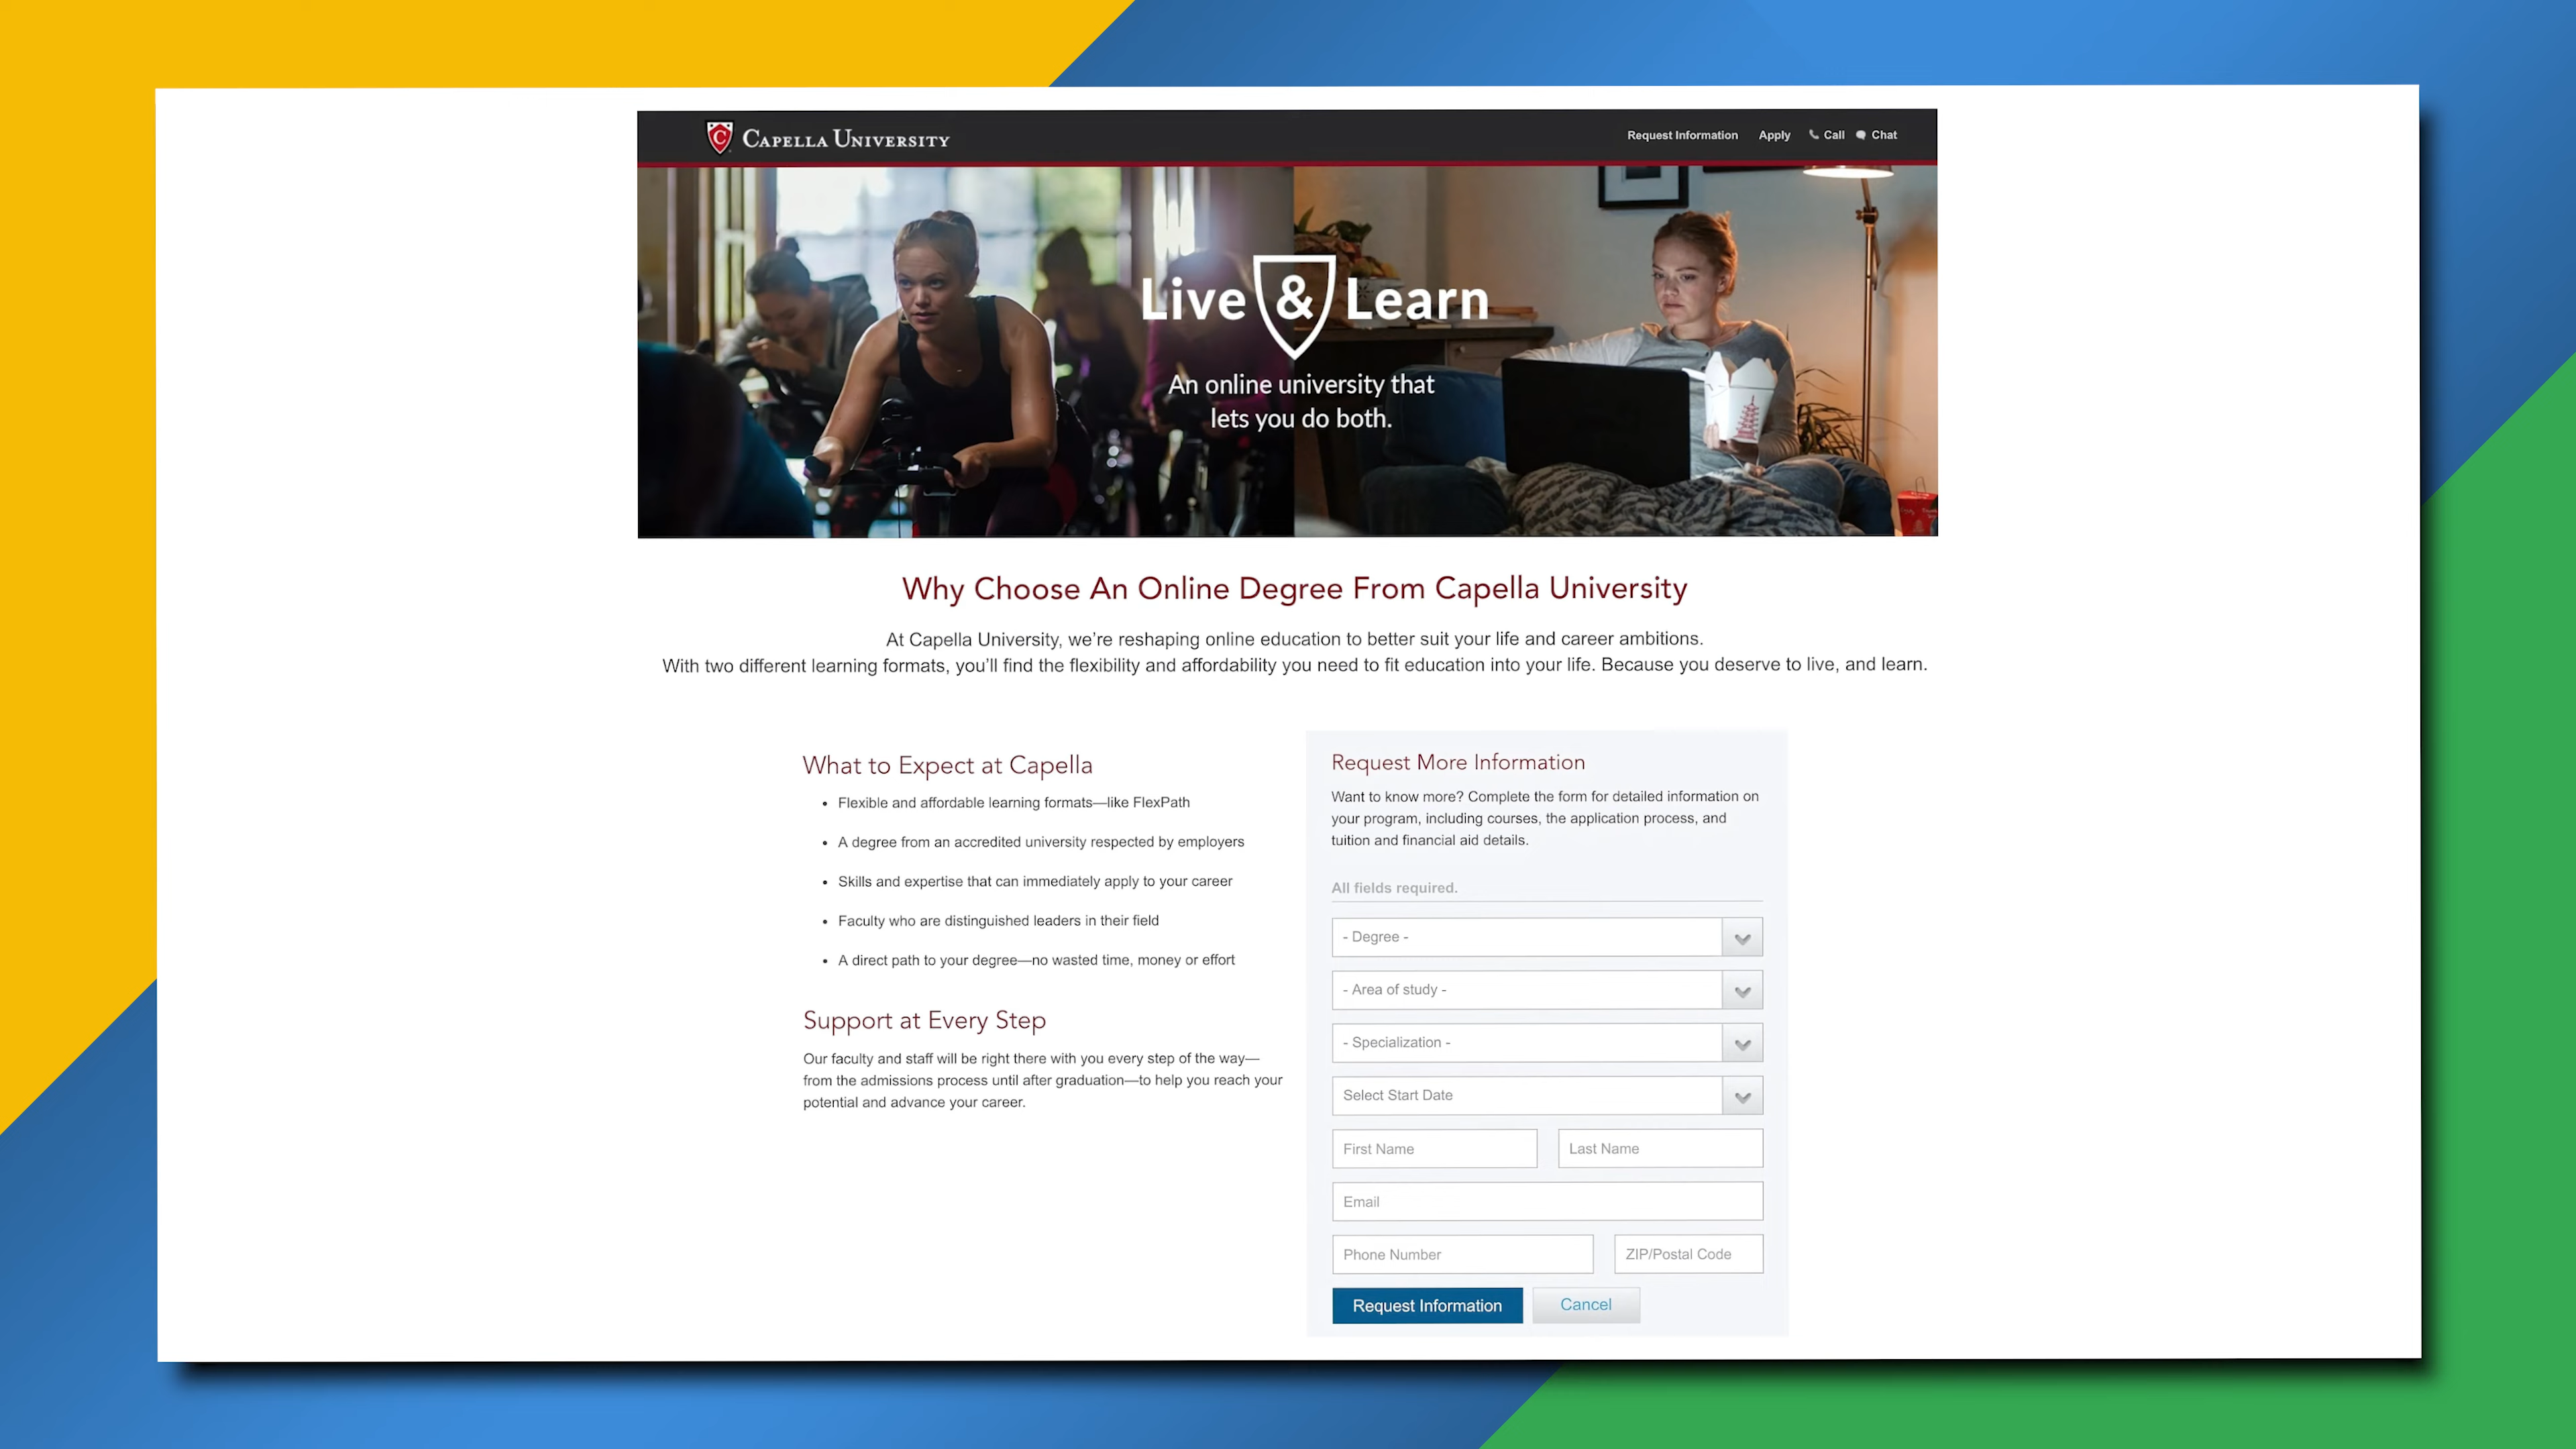 CAPELLA UNIVERSITY
Request Information Apply Call Chat
Live & Learn
An online university that
lets you do both.
Why Choose An Online Degree From Capella University
At Capella University, we're reshaping online education to better suit your life and career ambitions.
With two different learning formats, you'll find the flexibility and affordability you need to fit education into your life. Because you deserve to live, and learn.
What to Expect at Capella
• Flexible and affordable learning formats—like FlexPath
• A degree from an accredited university respected by employers
• Skills and expertise that can immediately apply to your career
• Faculty who are distinguished leaders in their field
• A direct path to your degree—no wasted time, money or effort
Support at Every Step
Our faculty and staff will be right there with you every step of the way—
from the admissions process until after graduation—to help you reach your
potential and advance your career.
Request More Information
Want to know more? Complete the form for detailed information on
your program, including courses, the application process, and
tuition and financial aid details.
All fields required.
- Degree -
- Area of study -
- Specialization -
Select Start Date
First Name Last Name
Email
Phone Number ZIP/Postal Code
Request Information Cancel